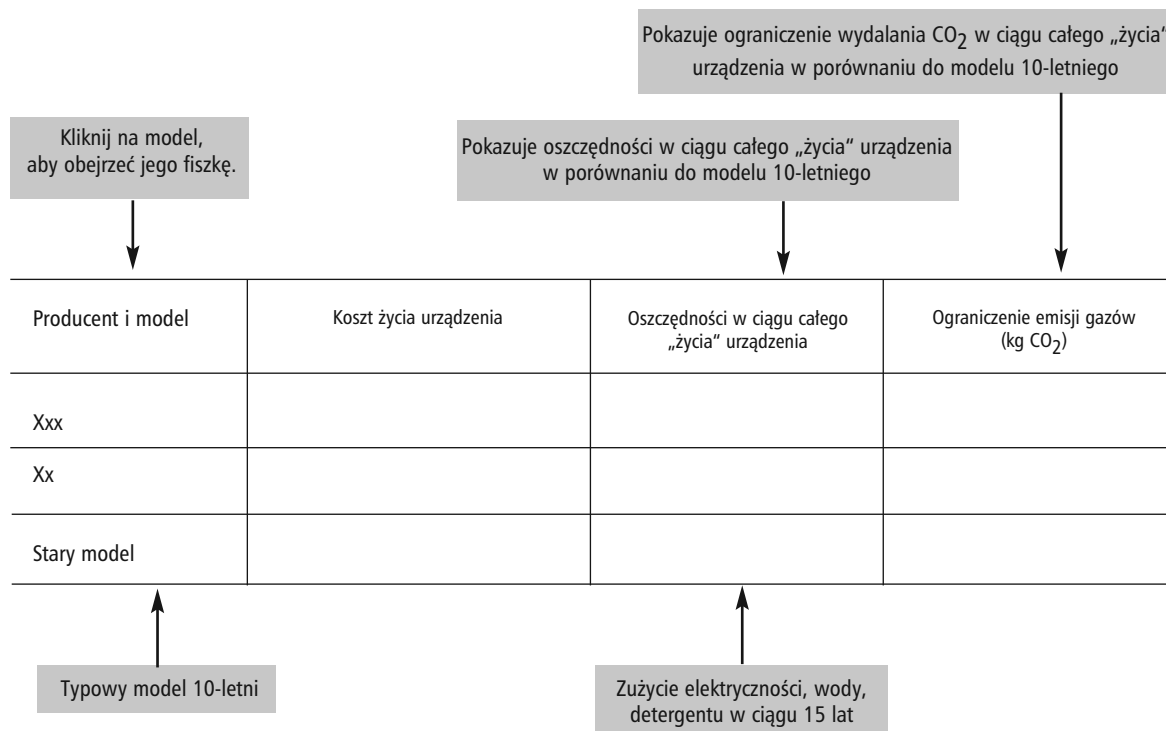 Pokazuje ograniczenie wydalania CO2 w ciągu całego „życia“
urządzenia w porównaniu do modelu 10-letniego
Kliknij na model,
aby obejrzeć jego fiszkę.
Pokazuje oszczędności w ciągu całego „życia“ urządzenia
w porównaniu do modelu 10-letniego
Producent i model
Koszt życia urządzenia
Oszczędności w ciągu całego
„życia“ urządzenia
Ograniczenie emisji gazów
(kg CO2)
Xxx
Xx
Stary model
Typowy model 10-letni
Zużycie elektryczności, wody,
detergentu w ciągu 15 lat